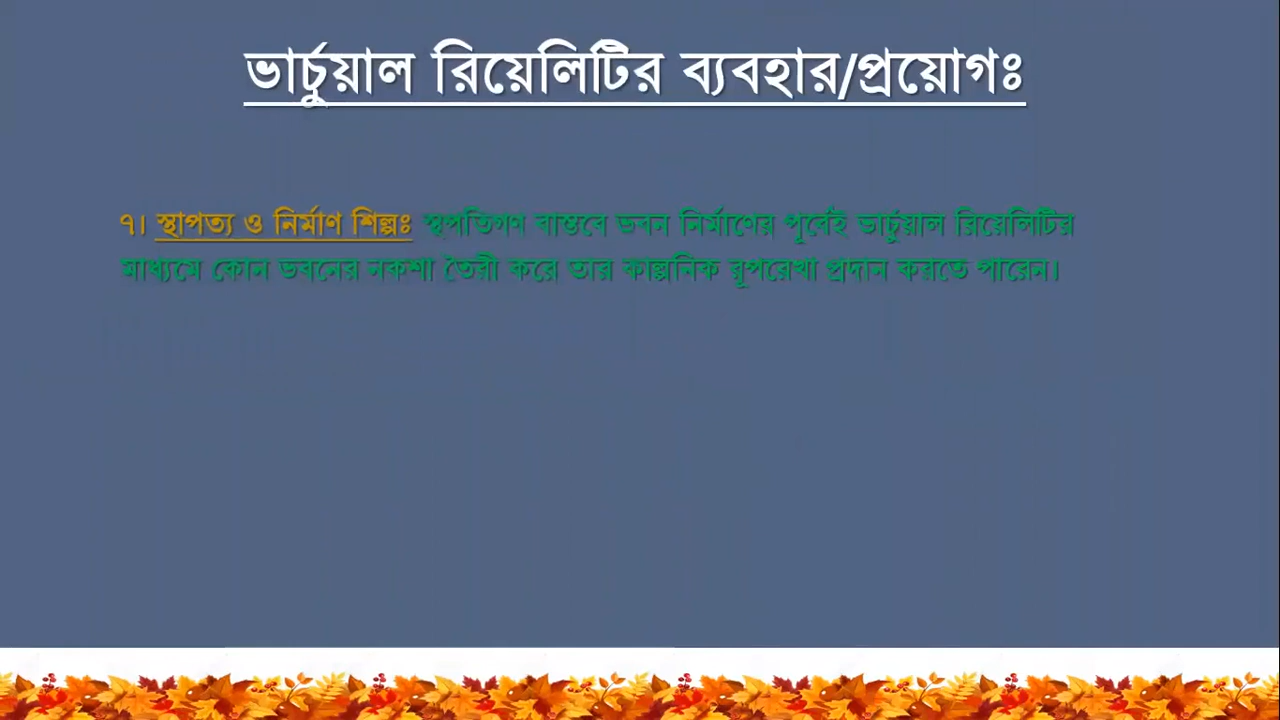 ভার্চুয়াল রিয়েলিটির ব্যবহার/প্রয়োগঃ
৭। স্থাপত্য ও নির্মাণ শিল্পঃ স্থপতিগণ বাস্তবে ভবন নির্মাণের পূর্বেই ভার্চুয়াল রিয়েলিটির
মাধ্যমে কোন ভবনের নকশা তৈরী করে তার কাল্পনিক রূপরেখা প্রদান করতে পারেন।